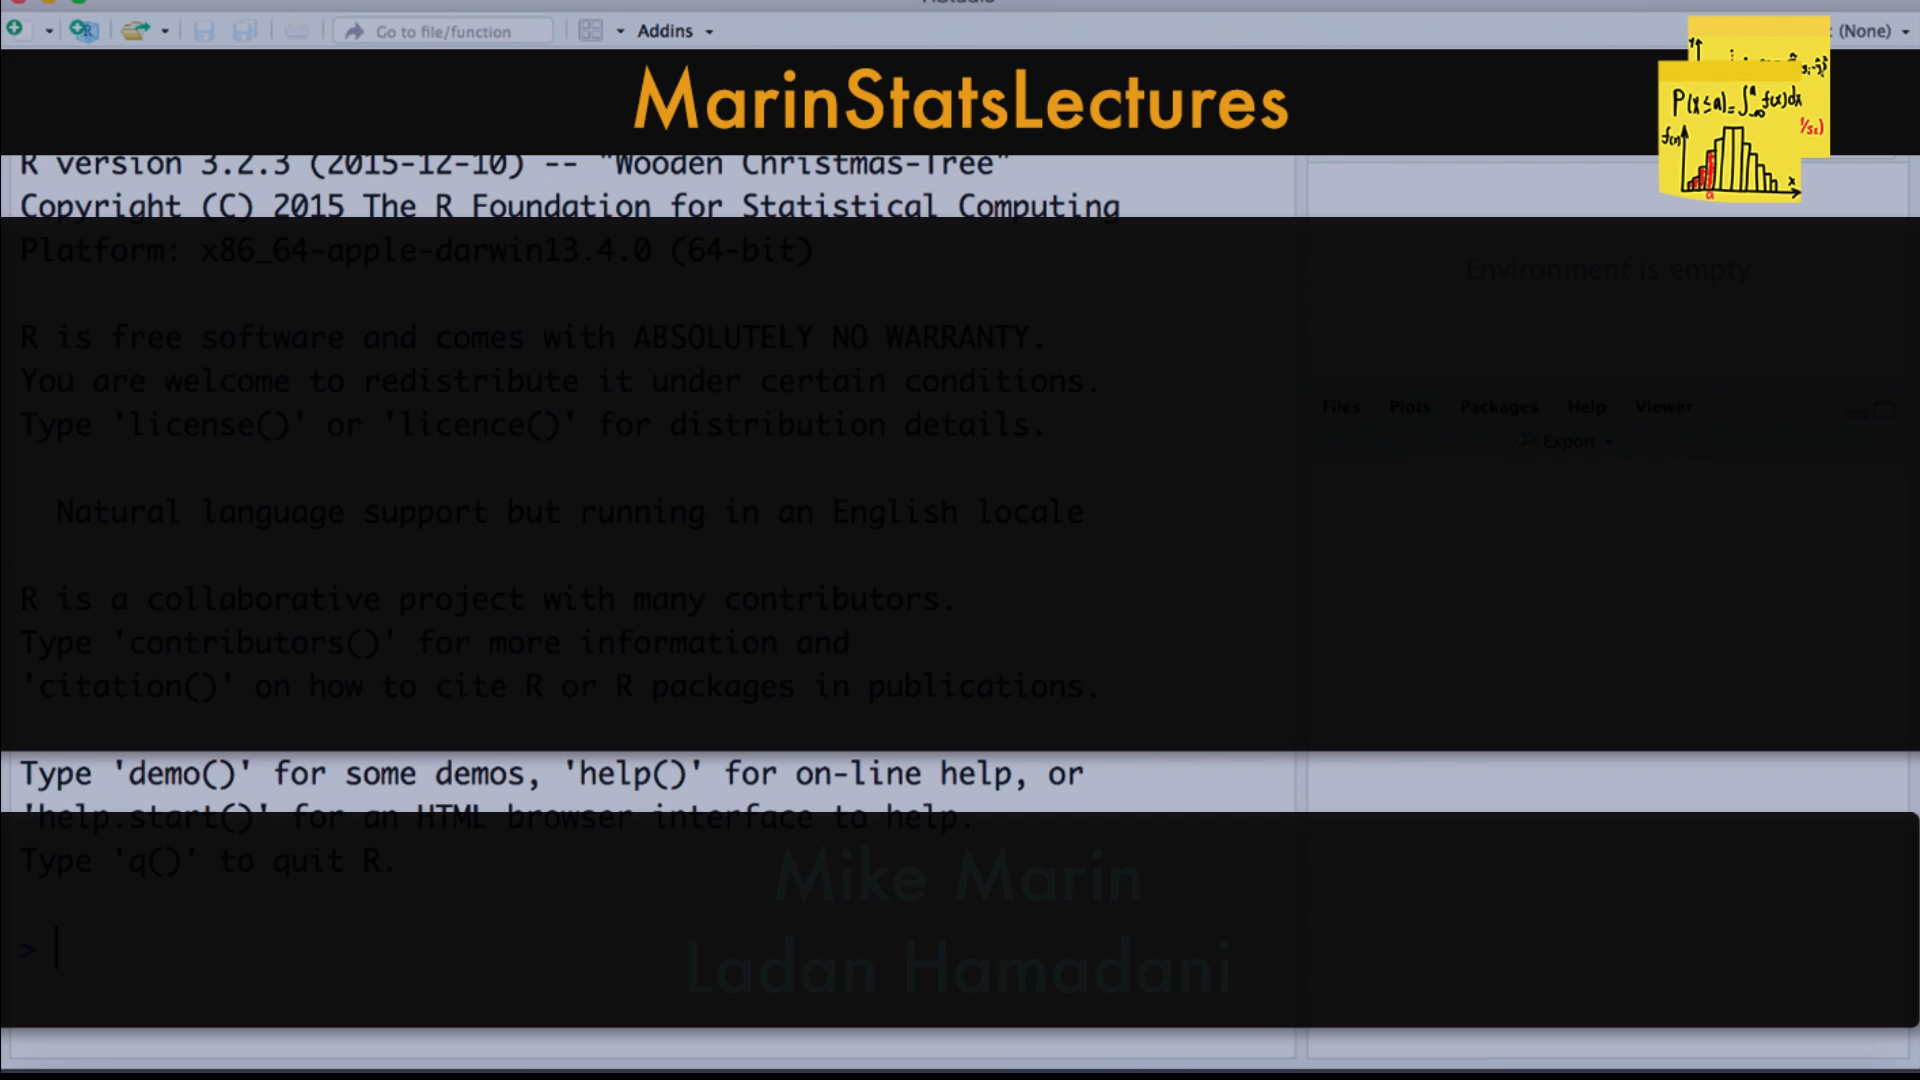 Go to file/function
Addins
(None)
MarinStatsLectures
P(x≤a)=∫f(x)dx
f(x)
x
a
R version 3.2.3 (2015-12-10) -- "Wooden Christmas-Tree"
Copyright (C) 2015 The R Foundation for Statistical Computing
Platform: x86_64-apple-darwin13.4.0 (64-bit)
Environment is empty
R is free software and comes with ABSOLUTELY NO WARRANTY.
You are welcome to redistribute it under certain conditions.
Type 'license()' or 'licence()' for distribution details.
Files Plots Packages Help Viewer
Export
Natural language support but running in an English locale
R is a collaborative project with many contributors.
Type 'contributors()' for more information and
'citation()' on how to cite R or R packages in publications.
Type 'demo()' for some demos, 'help()' for on-line help, or
'help.start()' for an HTML browser interface to help.
Type 'q()' to quit R.
>
Mike Marin
Ladan Hamadani